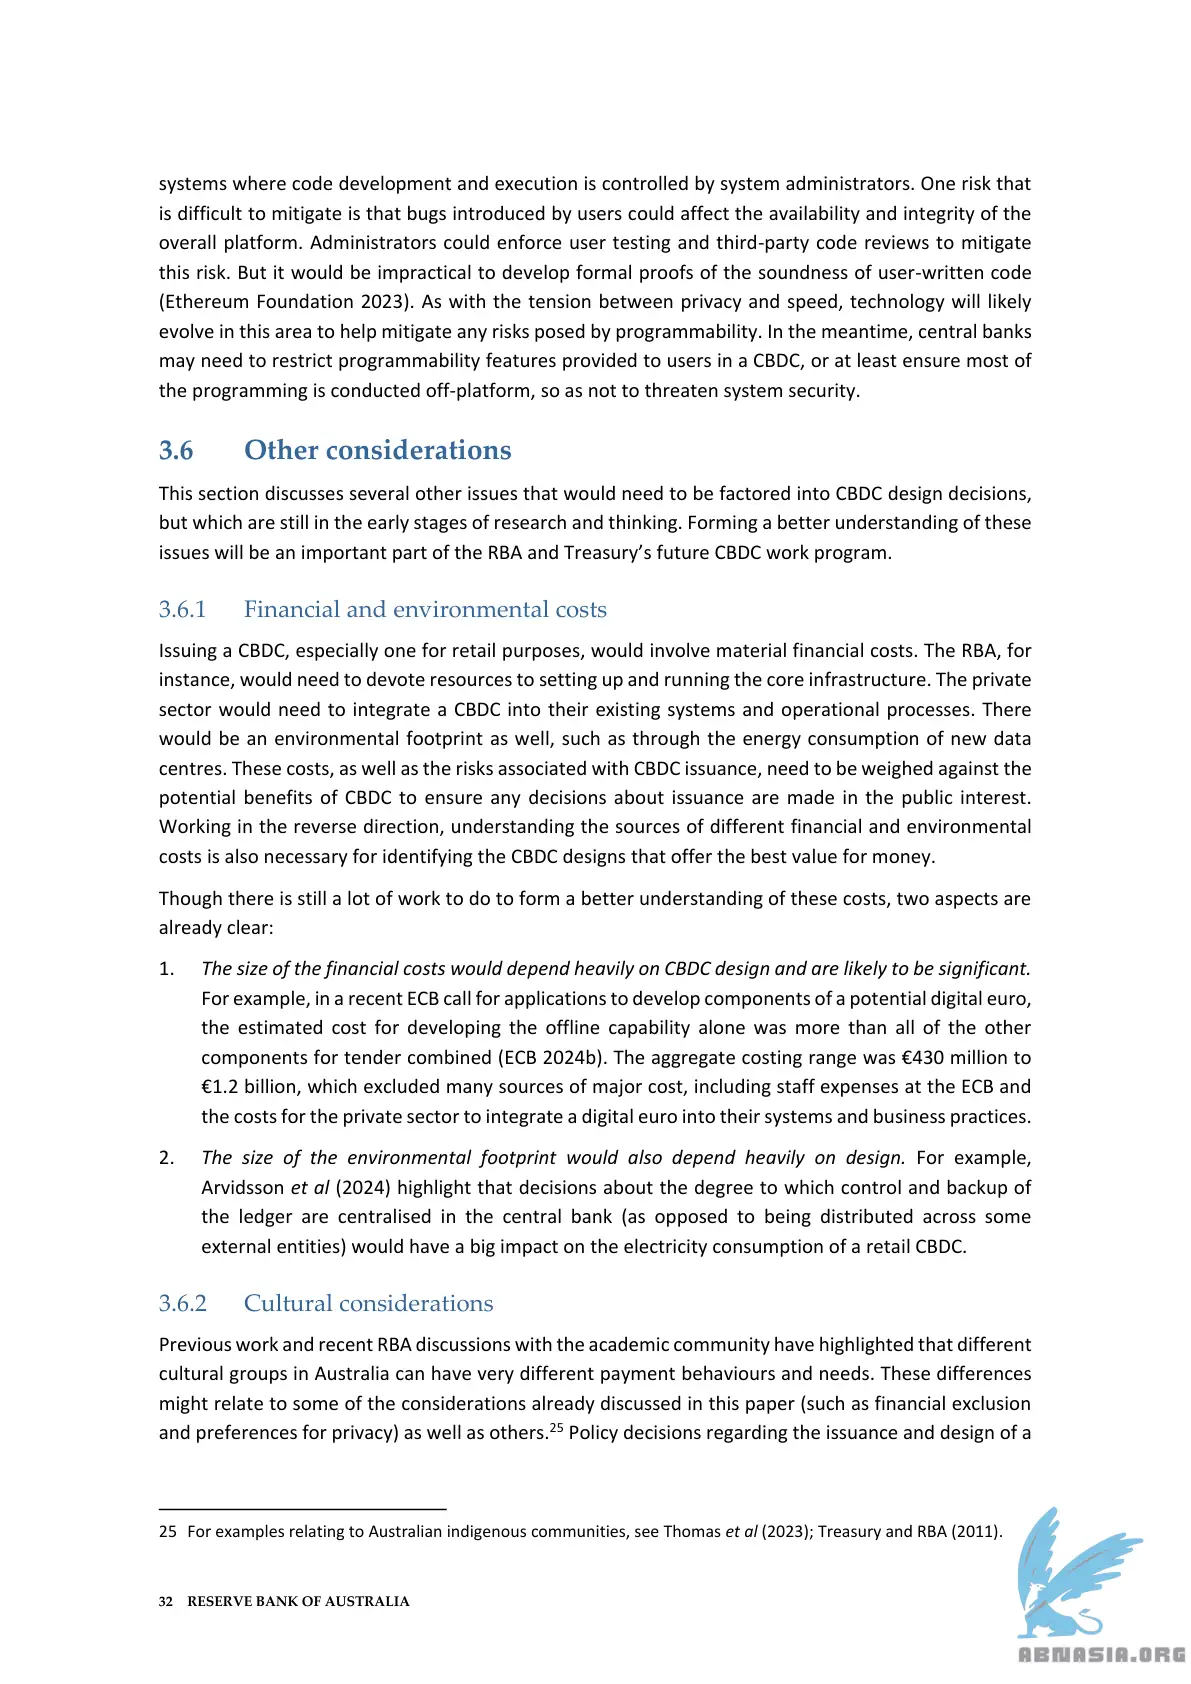 systems where code development and execution is controlled by system administrators. One risk that
is difficult to mitigate is that bugs introduced by users could affect the availability and integrity of the
overall platform. Administrators could enforce user testing and third-party code reviews to mitigate
this risk. But it would be impractical to develop formal proofs of the soundness of user-written code
(Ethereum Foundation 2023). As with the tension between privacy and speed, technology will likely
evolve in this area to help mitigate any risks posed by programmability. In the meantime, central banks
may need to restrict programmability features provided to users in a CBDC, or at least ensure most of
the programming is conducted off-platform, so as not to threaten system security.
3.6 Other considerations
This section discusses several other issues that would need to be factored into CBDC design decisions,
but which are still in the early stages of research and thinking. Forming a better understanding of these
issues will be an important part of the RBA and Treasury’s future CBDC work program.
3.6.1 Financial and environmental costs
Issuing a CBDC, especially one for retail purposes, would involve material financial costs. The RBA, for
instance, would need to devote resources to setting up and running the core infrastructure. The private
sector would need to integrate a CBDC into their existing systems and operational processes. There
would be an environmental footprint as well, such as through the energy consumption of new data
centres. These costs, as well as the risks associated with CBDC issuance, need to be weighed against the
potential benefits of CBDC to ensure any decisions about issuance are made in the public interest.
Working in the reverse direction, understanding the sources of different financial and environmental
costs is also necessary for identifying the CBDC designs that offer the best value for money.
Though there is still a lot of work to do to form a better understanding of these costs, two aspects are
already clear:
1. The size of the financial costs would depend heavily on CBDC design and are likely to be significant.
For example, in a recent ECB call for applications to develop components of a potential digital euro,
the estimated cost for developing the offline capability alone was more than all of the other
components for tender combined (ECB 2024b). The aggregate costing range was €430 million to
€1.2 billion, which excluded many sources of major cost, including staff expenses at the ECB and
the costs for the private sector to integrate a digital euro into their systems and business practices.
2. The size of the environmental footprint would also depend heavily on design. For example,
Arvidsson et al (2024) highlight that decisions about the degree to which control and backup of
the ledger are centralised in the central bank (as opposed to being distributed across some
external entities) would have a big impact on the electricity consumption of a retail CBDC.
3.6.2 Cultural considerations
Previous work and recent RBA discussions with the academic community have highlighted that different
cultural groups in Australia can have very different payment behaviours and needs. These differences
might relate to some of the considerations already discussed in this paper (such as financial exclusion
and preferences for privacy) as well as others.25 Policy decisions regarding the issuance and design of a
25 For examples relating to Australian indigenous communities, see Thomas et al (2023); Treasury and RBA (2011).
32 RESERVE BANK OF AUSTRALIA
ABNASIA.ORG